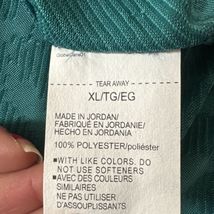 TEAR AWAY
XL/TG/EG
MADE IN JORDAN/
FABRIQUÉ EN JORDANIE/
HECHO EN JORDANIA
100% POLYESTER/poliéster
■WITH LIKE COLORS. DO
NOT USE SOFTENERS
■AVEC DES COULEURS
SIMILAIRES
NE PAS UTILISER
D'ASSOUPLISSANTS